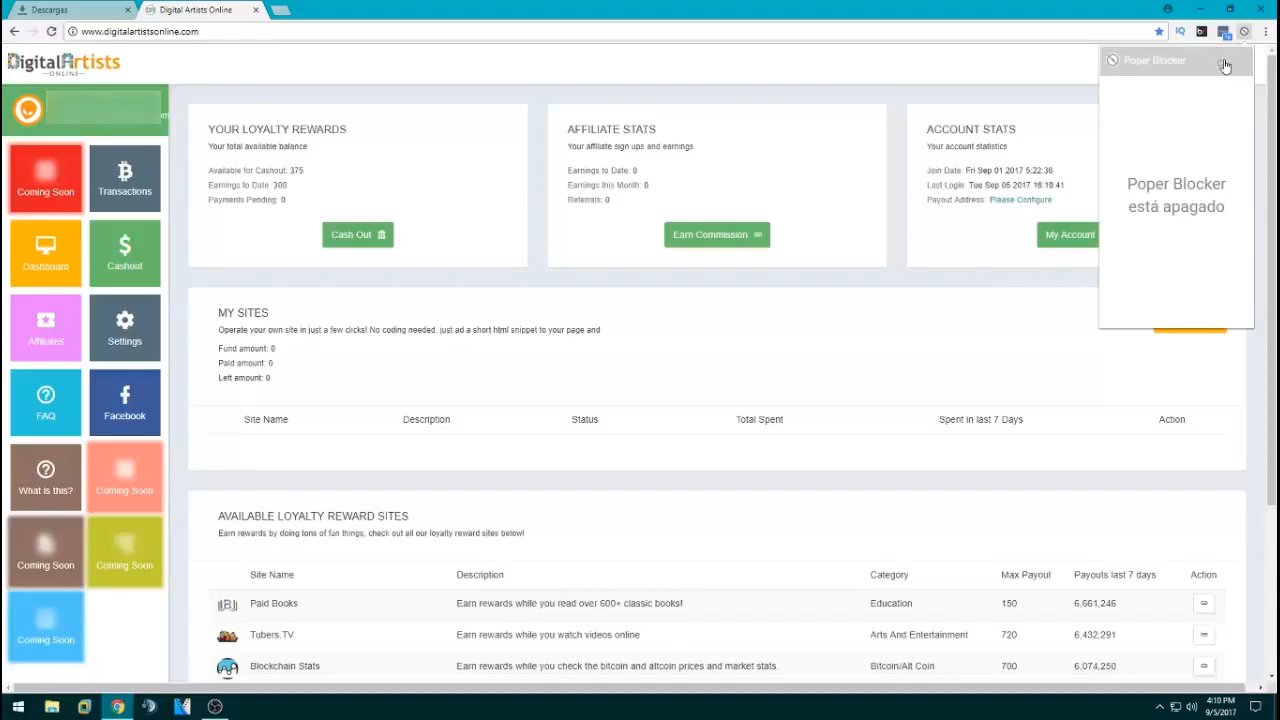 Descargas
Digital Artists Online
www.digitalartistsonline.com
IQ
DigitalArtists
ONLINE
Poper Blocker
Poper Blocker
está apagado
Coming Soon
Transactions
Dashboard
Cashout
Affiliates
Settings
FAQ
Facebook
What is this?
Coming Soon
Coming Soon
Coming Soon
Coming Soon
YOUR LOYALTY REWARDS
Your total available balance
Available for Cashout: 375
Earnings to Date 300
Payments Pending: 0
Cash Out
AFFILIATE STATS
Your affiliate sign ups and earnings.
Earnings to Date: 0
Earnings this Month: 0
Referrals: 0
Earn Commission
ACCOUNT STATS
Your account statistics
Join Date: Fri Sep 01 2017 5:22:36
Last Login Tue Sep 05 2017 16:10:41
Payout Address: Please Configure
My Account
MY SITES
Operate your own site in just a few clicks! No coding needed, just ad a short html snippet to your page and
Fund amount: 0
Paid amount: 0
Left amount: 0
Site Name Description Status Total Spent Spent in last 7 Days Action
AVAILABLE LOYALTY REWARD SITES
Earn rewards by doing tons of fun things, check out all our loyalty reward sites below!
Site Name Description Category Max Payout Payouts last 7 days Action
Paid Books Earn rewards while you read over 600+ classic books! Education 150 6,661,246
Tubers.TV Earn rewards while you watch videos online Arts And Entertainment 720 6,432,291
Blockchain Stats Earn rewards while you check the bitcoin and altcoin prices and market stats. Bitcoin/Alt Coin 700 6,074,250
4:10 PM
9/5/2017